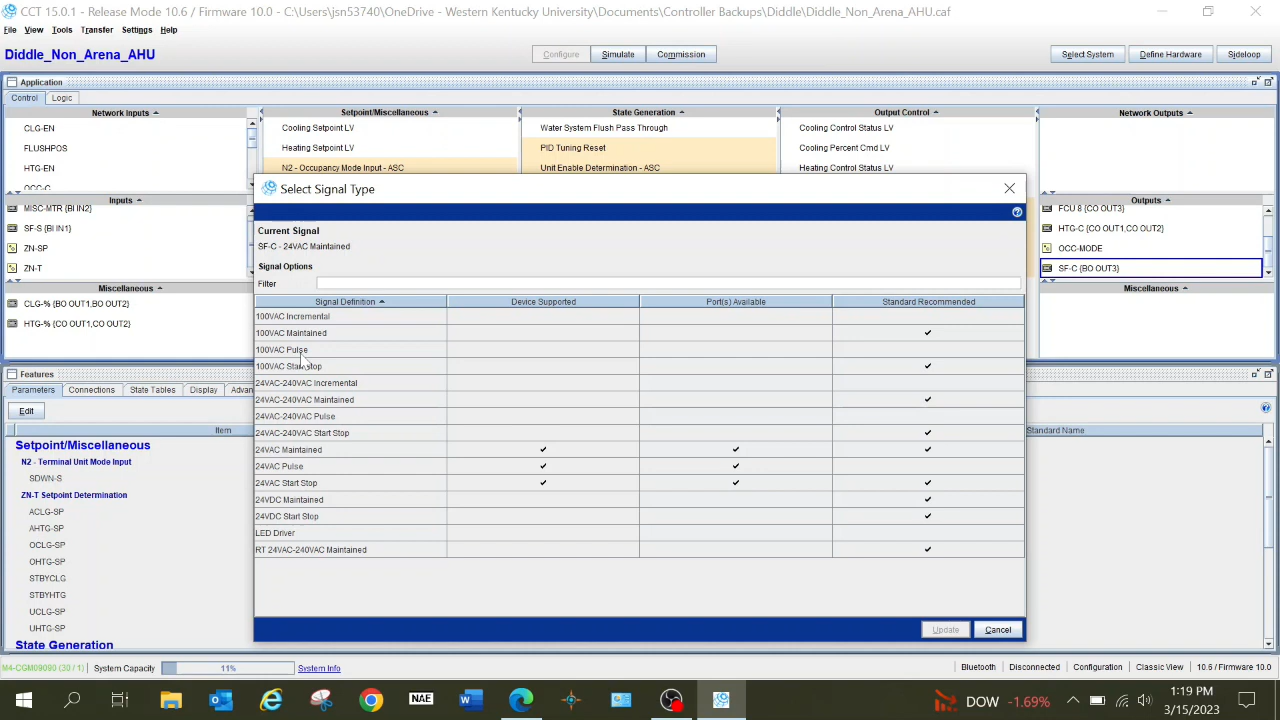 CCT 15.0.1 - Release Mode 10.6 / Firmware 10.0 - C:\Users\jsn53740\OneDrive - Western Kentucky University\Documents\Controller Backups\Diddle\Diddle_Non_Arena_AHU.caf
File View Tools Transfer Settings Help
Diddle_Non_Arena_AHU
Configure Simulate Commission
Select System Define Hardware Sideloop
Application
Control Logic
Network Inputs
CLG-EN
FLUSHPOS
HTG-EN
OCC-C
Inputs
MISC-MTR {BI IN2}
SF-S {BI IN1}
ZN-SP
ZN-T
Miscellaneous
CLG-% {BO OUT1,BO OUT2}
HTG-% {CO OUT1,CO OUT2}
Setpoint/Miscellaneous
Cooling Setpoint LV
Heating Setpoint LV
N2 - Occupancy Mode Input - ASC
State Generation
Water System Flush Pass Through
PID Tuning Reset
Unit Enable Determination - ASC
Output Control
Cooling Control Status LV
Cooling Percent Cmd LV
Heating Control Status LV
Network Outputs
Outputs
FCU 8 {CO OUT3}
HTG-C {CO OUT1,CO OUT2}
OCC-MODE
SF-C {BO OUT3}
Miscellaneous
Select Signal Type
Current Signal
SF-C - 24VAC Maintained
Signal Options
Filter
Signal Definition Device Supported Port(s) Available Standard Recommended
100VAC Incremental
100VAC Maintained ✔
100VAC Pulse
100VAC Start Stop ✔
24VAC-240VAC Incremental
24VAC-240VAC Maintained ✔
24VAC-240VAC Pulse
24VAC-240VAC Start Stop ✔
24VAC Maintained ✔ ✔ ✔
24VAC Pulse ✔ ✔
24VAC Start Stop ✔ ✔ ✔
24VDC Maintained ✔
24VDC Start Stop ✔
LED Driver
RT 24VAC-240VAC Maintained ✔
Update Cancel
Features
Parameters Connections State Tables Display Advan
Edit
Item
Standard Name
Setpoint/Miscellaneous
N2 - Terminal Unit Mode Input
SDWN-S
ZN-T Setpoint Determination
ACLG-SP
AHTG-SP
OCLG-SP
OHTG-SP
STBYCLG
STBYHTG
UCLG-SP
UHTG-SP
State Generation
M4-CGM09090 (30 / 1) System Capacity 11% System Info
Bluetooth Disconnected Configuration Classic View 10.6 / Firmware 10.0
NAE
DOW -1.69%
1:19 PM
3/15/2023